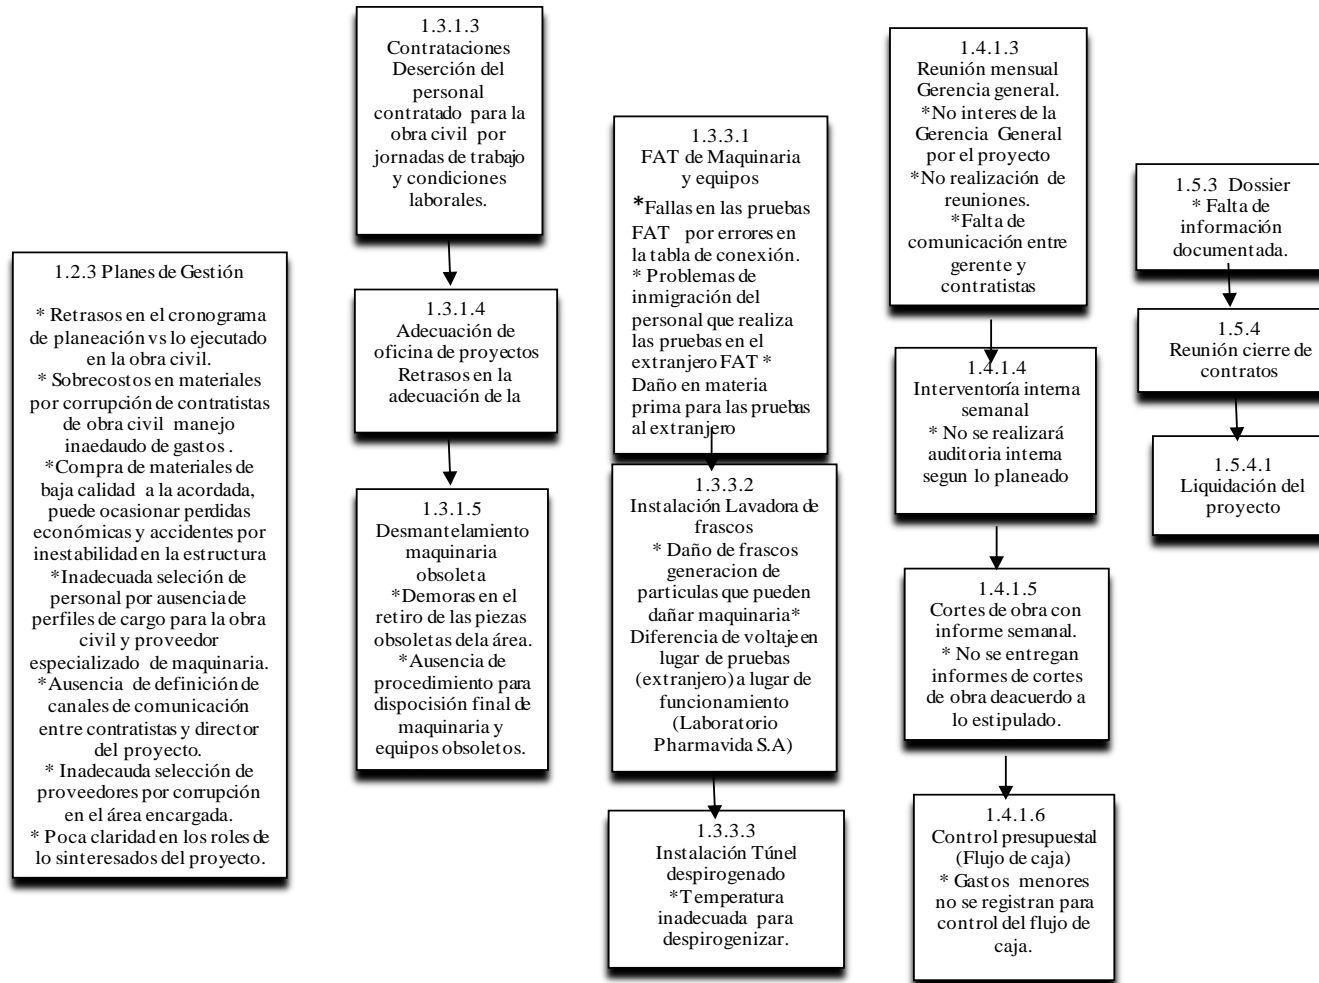 1.2.3 Planes de Gestión
* Retrasos en el cronograma
de planeación vs lo ejecutado
en la obra civil.
* Sobrecostos en materiales
por corrupción de contratistas
de obra civil manejo
inaedaudo de gastos .
*Compra de materiales de
baja calidad a la acordada,
puede ocasionar perdidas
económicas y accidentes por
inestabilidad en la estructura
*Inadecuada seleción de
personal por ausencia de
perfiles de cargo para la obra
civil y proveedor
especializado de maquinaria.
*Ausencia de definición de
canales de comunicación
entre contratistas y director
del proyecto.
* Inadecauda selección de
proveedores por corrupción
en el área encargada.
* Poca claridad en los roles de
lo sinteresados del proyecto.
1.3.1.3
Contrataciones
Deserción del
personal
contratado para la
obra civil por
jornadas de trabajo
y condiciones
laborales.
1.3.1.4
Adecuación de
oficina de proyectos
Retrasos en la
adecuación de la
1.3.1.5
Desmantelamiento
maquinaria
obsoleta
*Demoras en el
retiro de las piezas
obsoletas dela área.
*Ausencia de
procedimiento para
disposición final de
maquinaria y
equipos obsoletos.
1.3.3.1
FAT de Maquinaria
y equipos
*Fallas en las pruebas
FAT por errores en
la tabla de conexión.
* Problemas de
inmigración del
personal que realiza
las pruebas en el
extranjero FAT *
Daño en materia
prima para las pruebas
al extranjero
1.3.3.2
Instalación Lavadora de
frascos
* Daño de frascos
generacion de
particulas que pueden
dañar maquinaria*
Diferencia de voltaje en
lugar de pruebas
(extranjero) a lugar de
funcionamiento
(Laboratorio
Pharmavida S.A)
1.3.3.3
Instalación Túnel
despirogenado
*Temperatura
inadecuada para
despirogenizar.
1.4.1.3
Reunión mensual
Gerencia general.
*No interes de la
Gerencia General
por el proyecto
*No realización de
reuniones.
*Falta de
comunicación entre
gerente y
contratistas
1.4.1.4
Interventoría interna
semanal
* No se realizará
auditoria interna
segun lo planeado
1.4.1.5
Cortes de obra con
informe semanal.
* No se entregan
informes de cortes
de obra deacuerdo a
lo estipulado.
1.4.1.6
Control presupuestal
(Flujo de caja)
* Gastos menores
no se registran para
control del flujo de
caja.
1.5.3 Dossier
* Falta de
información
documentada.
1.5.4
Reunión cierre de
contratos
1.5.4.1
Liquidación del
proyecto